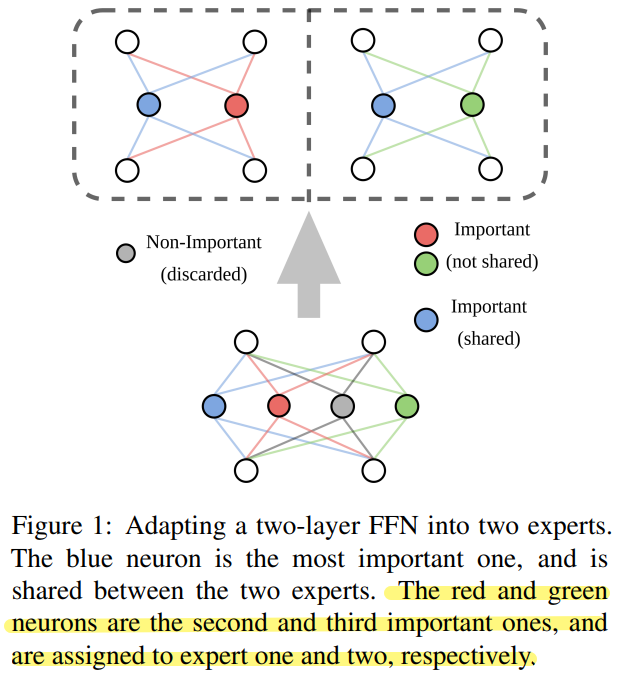 Non-Important
(discarded)
Important
(not shared)
Important
(shared)
Figure 1: Adapting a two-layer FFN into two experts.
The blue neuron is the most important one, and is
shared between the two experts. The red and green
neurons are the second and third important ones, and
are assigned to expert one and two, respectively.